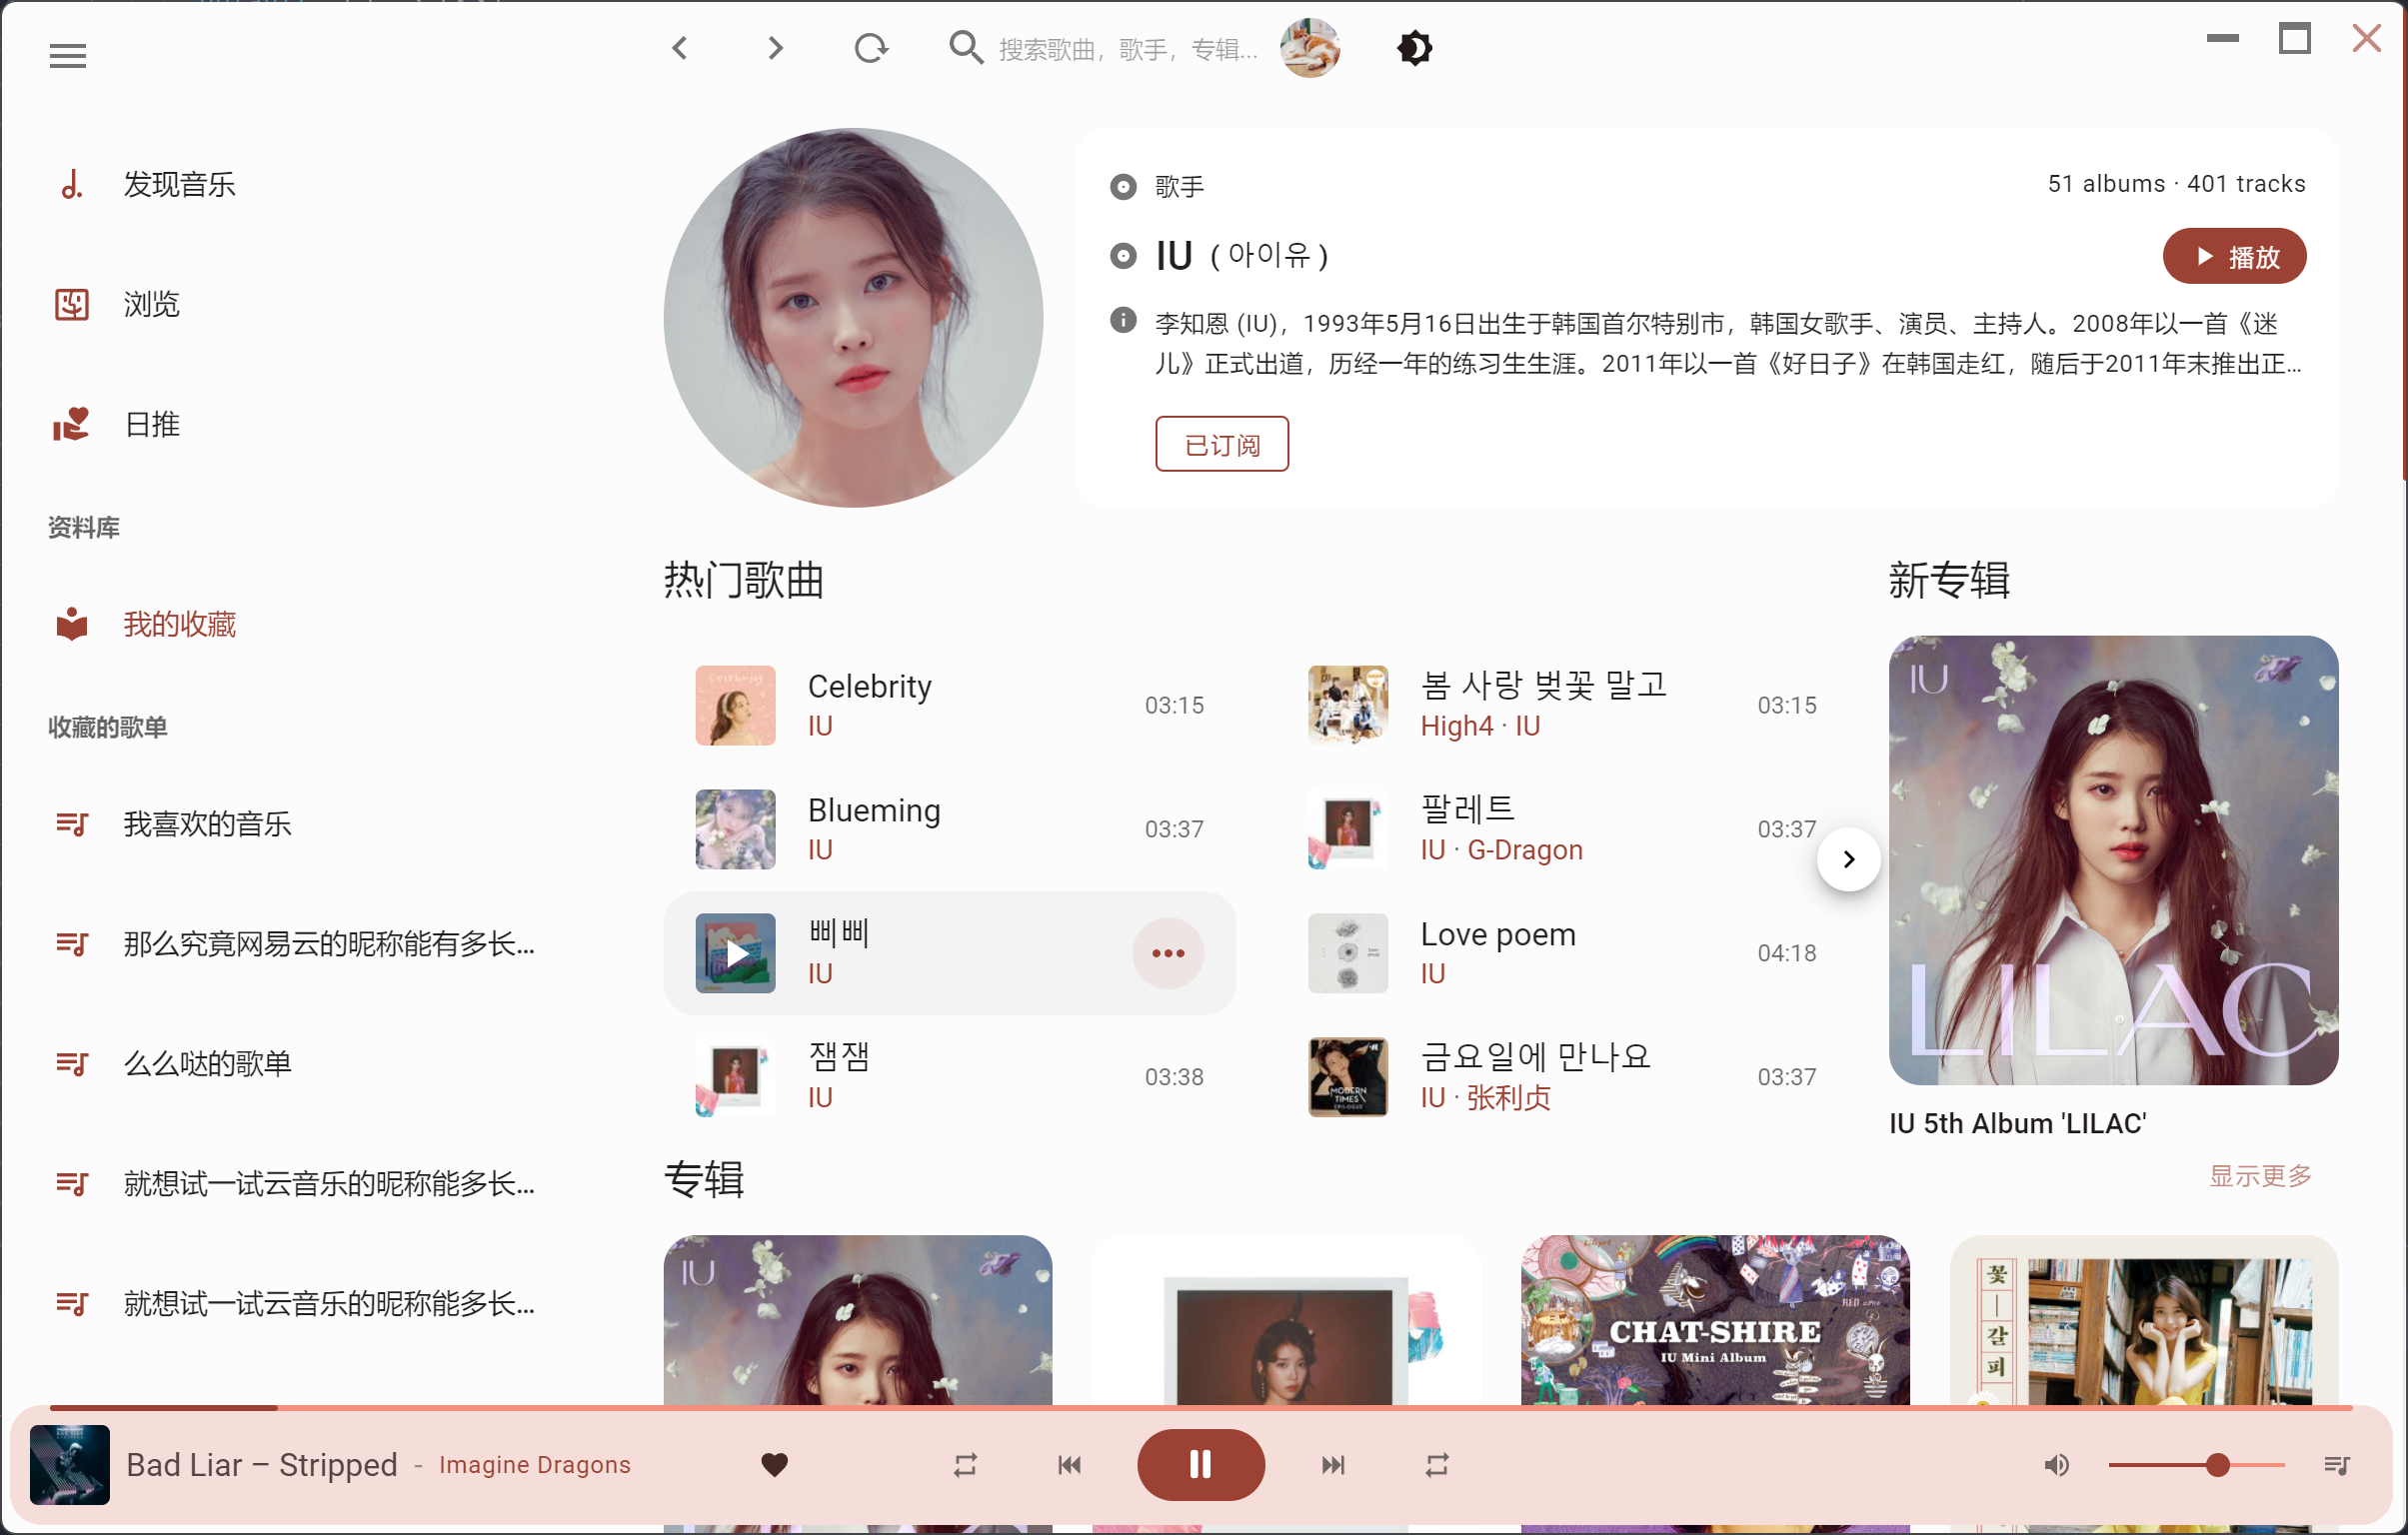 搜索歌曲，歌手，专辑...
发现音乐
浏览
日推
资料库
我的收藏
收藏的歌单
我喜欢的音乐
那么究竟网易云的昵称能有多长...
么么哒的歌单
就想试一试云音乐的昵称能多长...
就想试一试云音乐的昵称能多长...
歌手
51 albums · 401 tracks
IU（아이유）
播放
李知恩 (IU)，1993年5月16日出生于韩国首尔特别市，韩国女歌手、演员、主持人。2008年以一首《迷
儿》正式出道，历经一年的练习生生涯。2011年以一首《好日子》在韩国走红，随后于2011年末推出正...
已订阅
热门歌曲
Celebrity
IU
03:15
Blueming
IU
03:37
삐삐
IU
잼잼
IU
03:38
봄 사랑 벚꽃 말고
High4 · IU
03:15
팔레트
IU · G-Dragon
03:37
Love poem
IU
04:18
MODERN
TIMES
EPILOGUE
금요일에 만나요
IU · 张利贞
03:37
新专辑
IU
LILAC
IU 5th Album 'LILAC'
专辑
显示更多
IU
CHAT-SHIRE
IU Mini Album
꽃
갈
피
Bad Liar – Stripped - Imagine Dragons